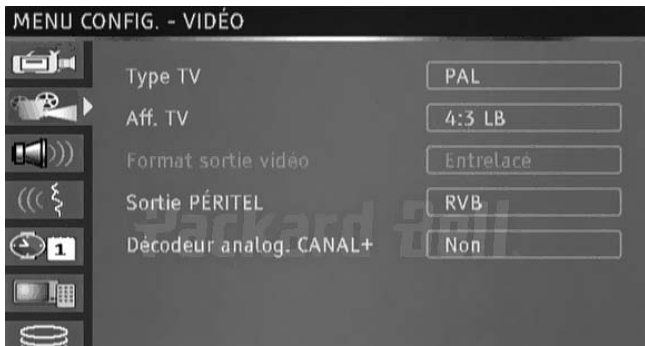 MENU CONFIG. - VIDÉO
Type TV PAL
Aff. TV 4:3 LB
Format sortie vidéo Entrelacé
Sortie PÉRITEL RVB
Packard Bell
Décodeur analog. CANAL+ Non
1